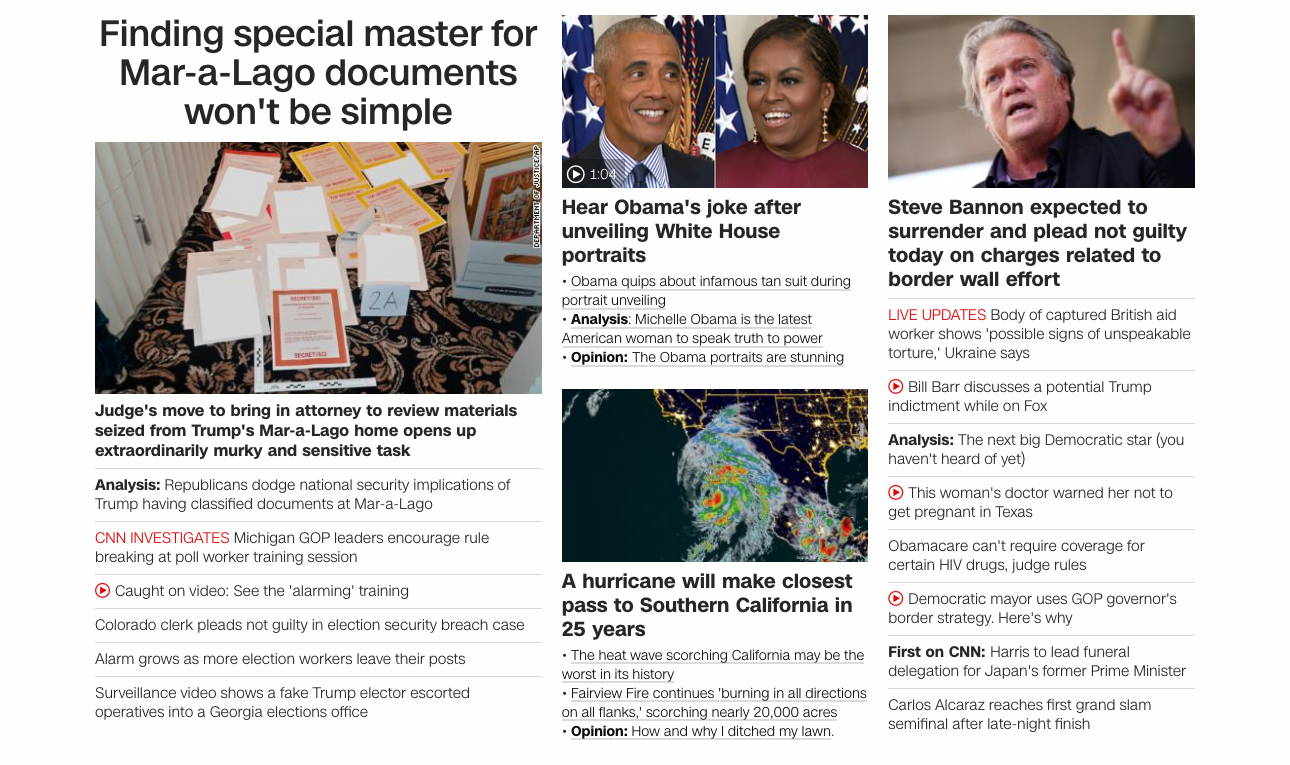 Finding special master for
Mar-a-Lago documents
won't be simple
DEPARTMENT OF JUSTICE/AP
2A
SECRET/SCI
SECRET/SCI
Judge's move to bring in attorney to review materials
seized from Trump's Mar-a-Lago home opens up
extraordinarily murky and sensitive task
Analysis: Republicans dodge national security implications of
Trump having classified documents at Mar-a-Lago
CNN INVESTIGATES Michigan GOP leaders encourage rule
breaking at poll worker training session
Caught on video: See the 'alarming' training
Colorado clerk pleads not guilty in election security breach case
Alarm grows as more election workers leave their posts
Surveillance video shows a fake Trump elector escorted
operatives into a Georgia elections office
1:04
Hear Obama's joke after
unveiling White House
portraits
• Obama quips about infamous tan suit during
portrait unveiling
• Analysis: Michelle Obama is the latest
American woman to speak truth to power
• Opinion: The Obama portraits are stunning
A hurricane will make closest
pass to Southern California in
25 years
• The heat wave scorching California may be the
worst in its history
• Fairview Fire continues 'burning in all directions
on all flanks,' scorching nearly 20,000 acres
• Opinion: How and why I ditched my lawn.
Steve Bannon expected to
surrender and plead not guilty
today on charges related to
border wall effort
LIVE UPDATES Body of captured British aid
worker shows 'possible signs of unspeakable
torture,' Ukraine says
Bill Barr discusses a potential Trump
indictment while on Fox
Analysis: The next big Democratic star (you
haven't heard of yet)
This woman's doctor warned her not to
get pregnant in Texas
Obamacare can't require coverage for
certain HIV drugs, judge rules
Democratic mayor uses GOP governor's
border strategy. Here's why
First on CNN: Harris to lead funeral
delegation for Japan's former Prime Minister
Carlos Alcaraz reaches first grand slam
semifinal after late-night finish